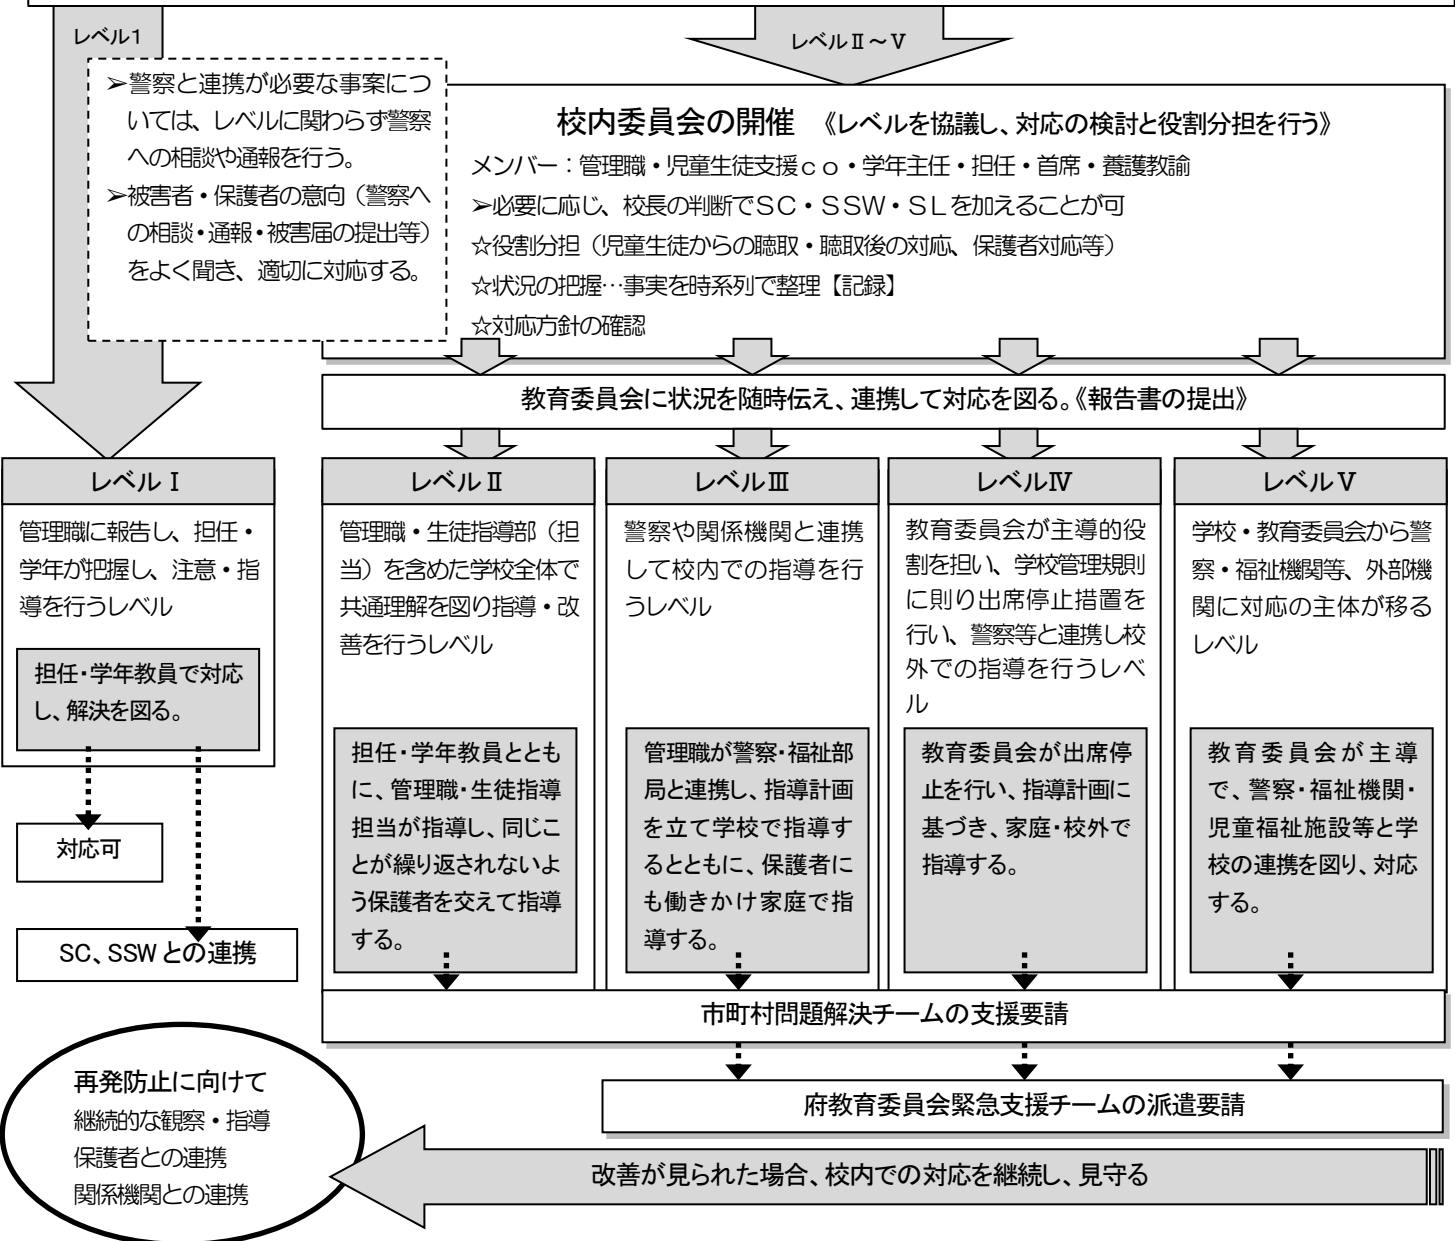 レベル1
レベルⅡ～Ⅴ
➢警察と連携が必要な事案につ
いては、レベルに関わらず警察
への相談や通報を行う。
➢被害者・保護者の意向（警察へ
の相談・通報・被害届の提出等）
をよく聞き、適切に対応する。
校内委員会の開催 《レベルを協議し、対応の検討と役割分担を行う》
メンバー：管理職・児童生徒支援ｃｏ・学年主任・担任・首席・養護教諭
➢必要に応じ、校長の判断でＳＣ・ＳＳＷ・ＳＬを加えることが可
☆役割分担（児童生徒からの聴取・聴取後の対応、保護者対応等）
☆状況の把握…事実を時系列で整理【記録】
☆対応方針の確認
教育委員会に状況を随時伝え、連携して対応を図る。《報告書の提出》
レベルⅠ
管理職に報告し、担任・
学年が把握し、注意・指
導を行うレベル
担任・学年教員で対応
し、解決を図る。
対応可
SC、SSWとの連携
レベルⅡ
管理職・生徒指導部（担
当）を含めた学校全体で
共通理解を図り指導・改
善を行うレベル
担任・学年教員ととも
に、管理職・生徒指導
担当が指導し、同じこ
とが繰り返されないよ
う保護者を交えて指導
する。
レベルⅢ
警察や関係機関と連携
して校内での指導を行
うレベル
管理職が警察・福祉部
局と連携し、指導計画
を立て学校で指導す
るとともに、保護者に
も働きかけ家庭で指
導する。
レベルⅣ
教育委員会が主導的役
割を担い、学校管理規則
に則り出席停止措置を
行い、警察等と連携し校
外での指導を行うレベ
ル
教育委員会が出席停
止を行い、指導計画に
基づき、家庭・校外で
指導する。
レベルⅤ
学校・教育委員会から警
察・福祉機関等、外部機
関に対応の主体が移る
レベル
教育委員会が主導
で、警察・福祉機関・
児童福祉施設等と学
校の連携を図り、対応
する。
市町村問題解決チームの支援要請
府教育委員会緊急支援チームの派遣要請
改善が見られた場合、校内での対応を継続し、見守る
再発防止に向けて
継続的な観察・指導
保護者との連携
関係機関との連携